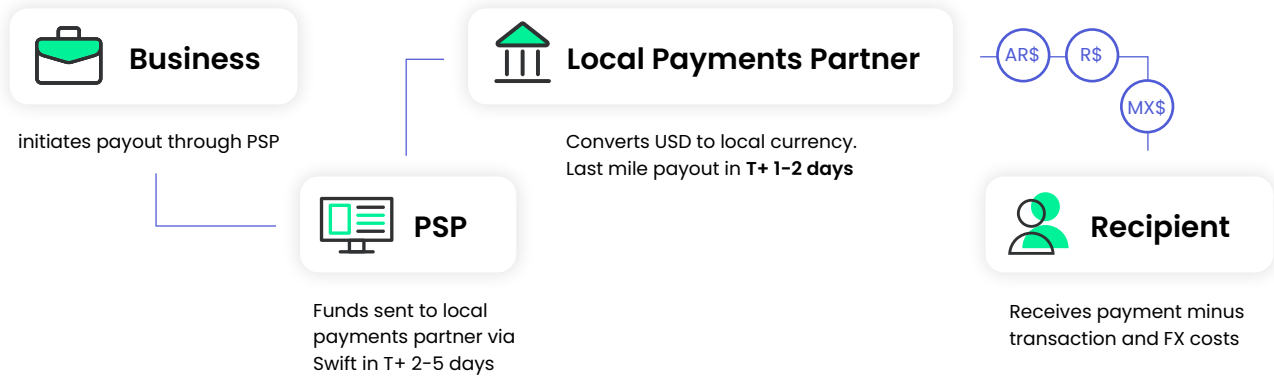 Business
initiates payout through PSP
PSP
Funds sent to local
payments partner via
Swift in T+ 2-5 days
Local Payments Partner
Converts USD to local currency.
Last mile payout in T+ 1-2 days
AR$
R$
MX$
Recipient
Receives payment minus
transaction and FX costs